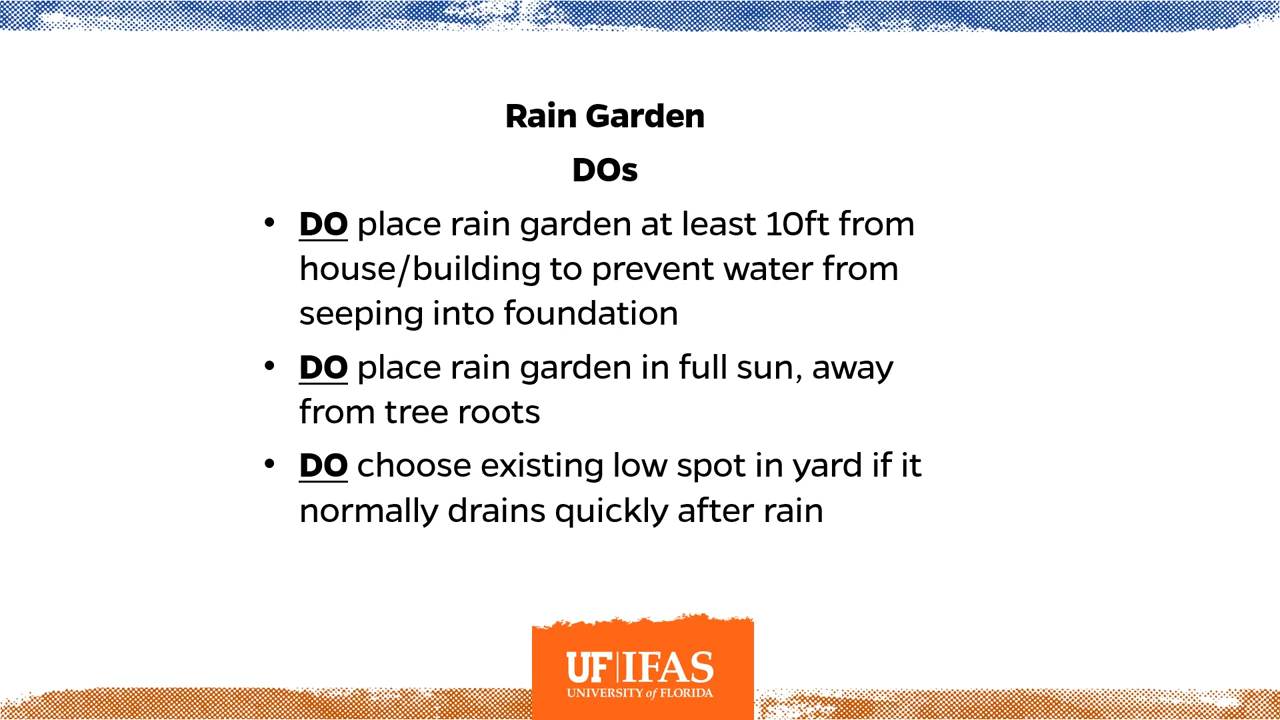 Rain Garden
DOs
• DO place rain garden at least 10ft from
house/building to prevent water from
seeping into foundation
• DO place rain garden in full sun, away
from tree roots
• DO choose existing low spot in yard if it
normally drains quickly after rain
UF|IFAS
UNIVERSITY of FLORIDA